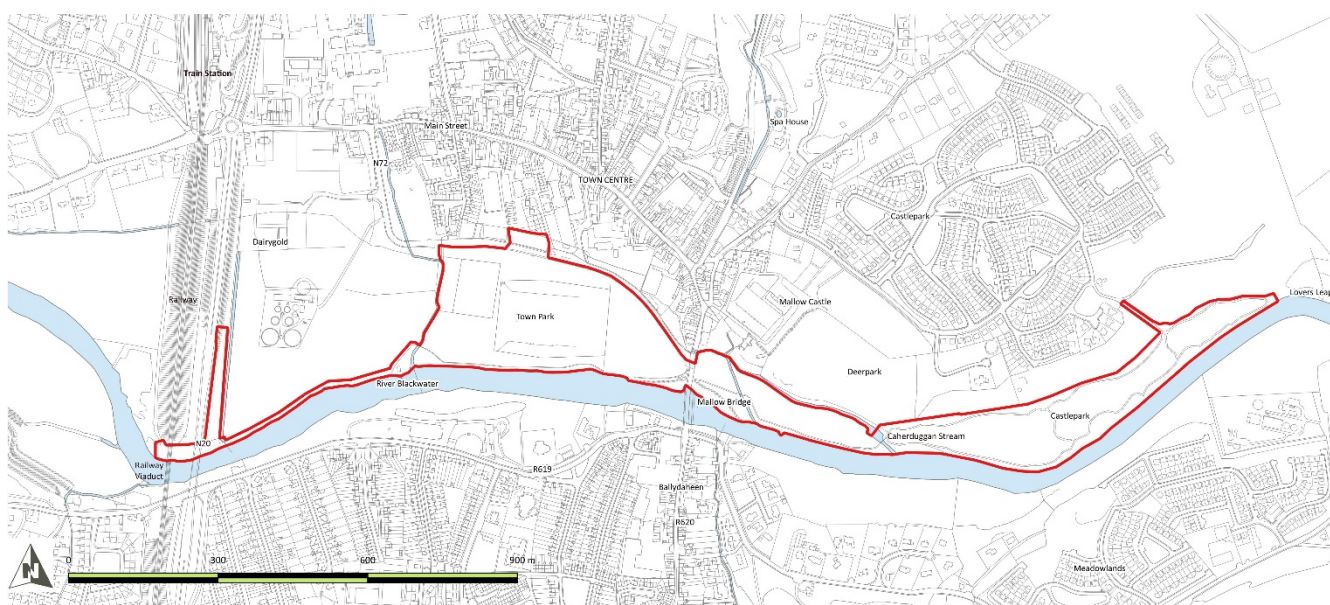 Train Station
Main Street
Spa House
N72
TOWN CENTRE
Castlepark
Dairygold
Lovers Leap
Railway
Mallow Castle
Town Park
Deerpark
River Blackwater
Mallow Bridge
Castlepark
Caherduggan Stream
N20
Railway
Viaduct
R619
Ballydaheen
R620
Meadowlands
N
0
300
600
900 m